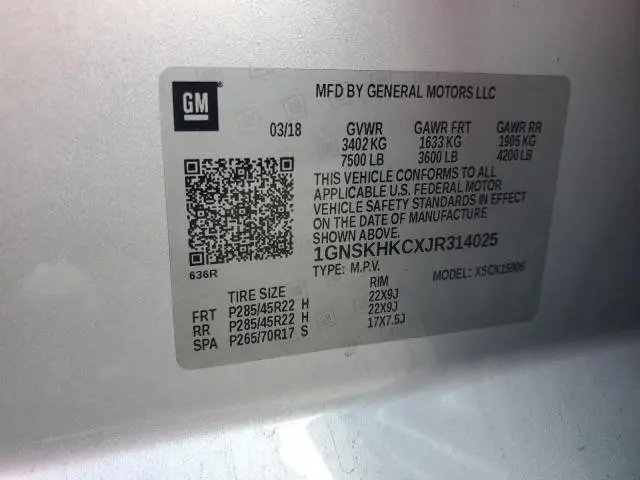 GM
MFD BY GENERAL MOTORS LLC
03/18 GVWR GAWR FRT GAWR RR
3402 KG 1633 KG 1905 KG
7500 LB 3600 LB 4200 LB
THIS VEHICLE CONFORMS TO ALL
APPLICABLE U.S. FEDERAL MOTOR
VEHICLE SAFETY STANDARDS IN EFFECT
ON THE DATE OF MANUFACTURE
SHOWN ABOVE.
1GNSKHKCXJR314025
636R
TYPE: M.P.V. MODEL: X5CK15906
TIRE SIZE RIM
FRT P285/45R22 H 22X9J
RR P285/45R22 H 22X9J
SPA P265/70R17 S 17X7.5J